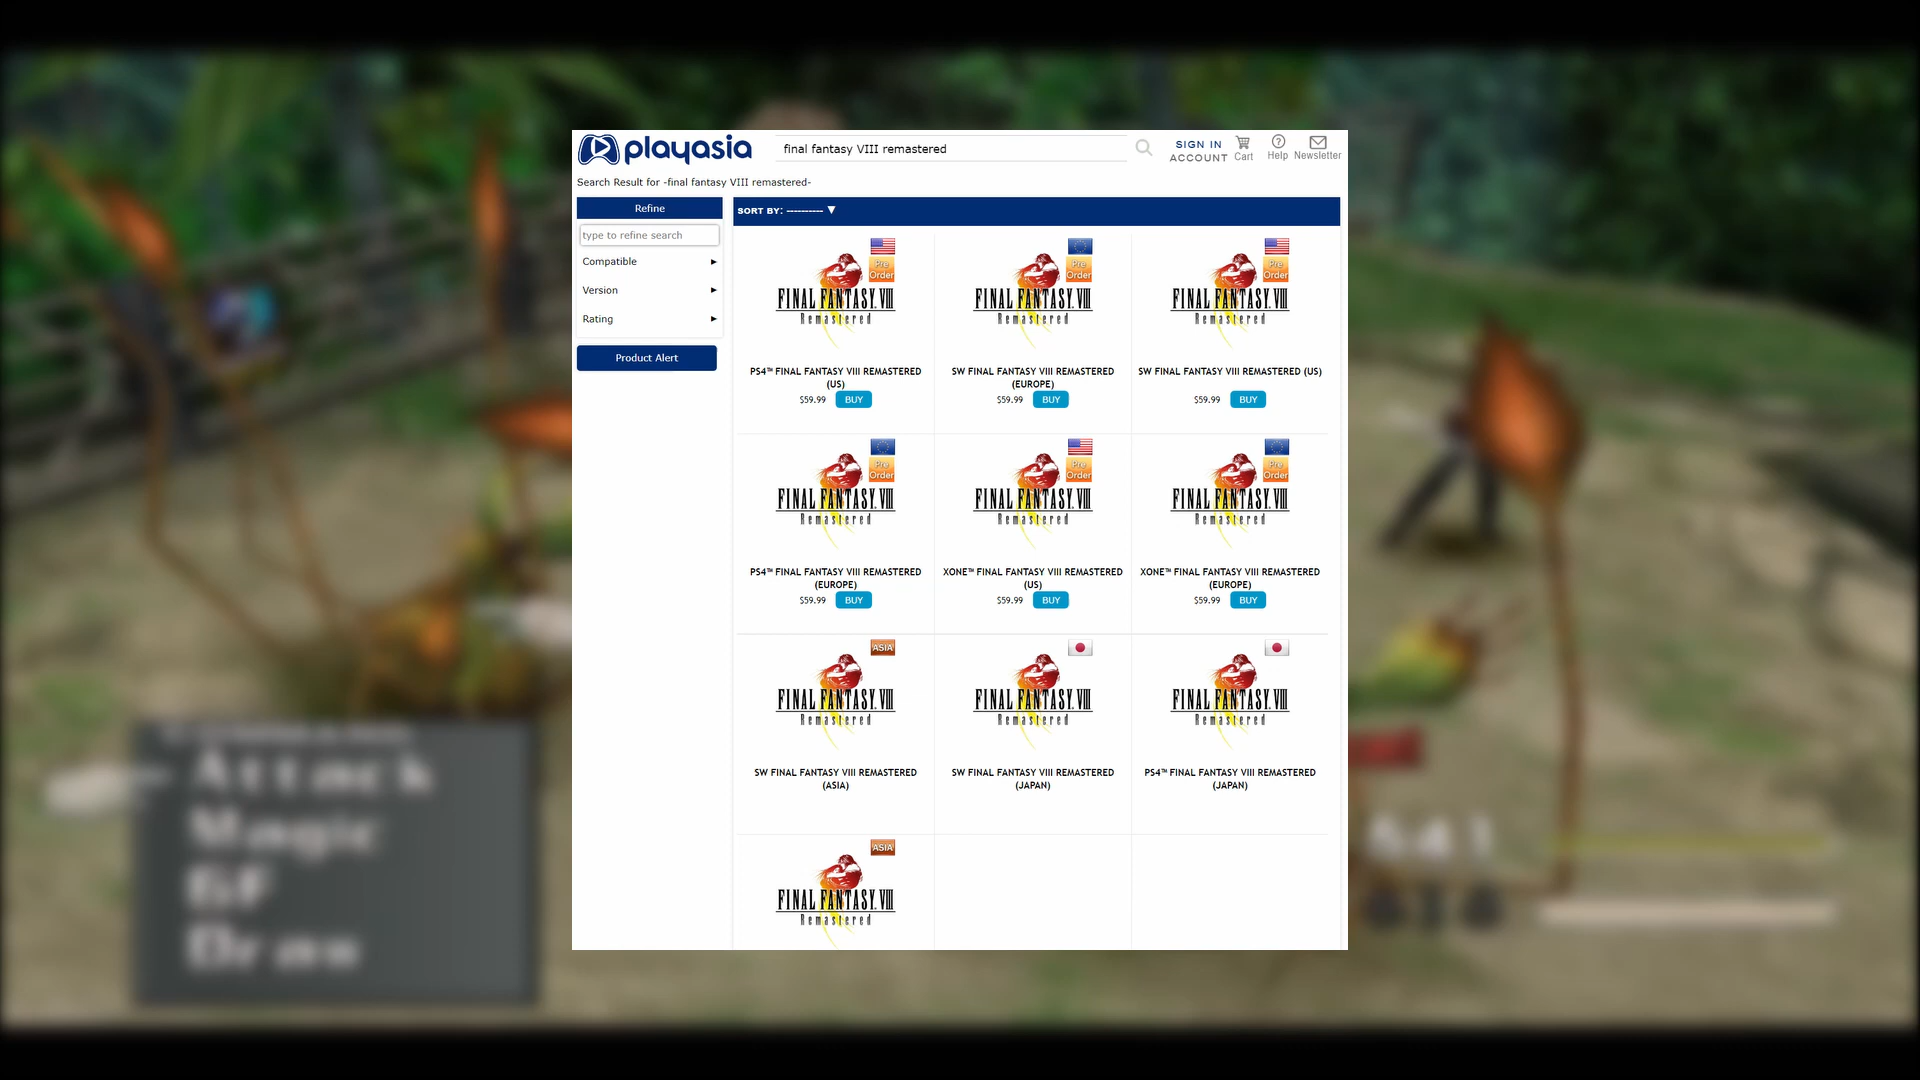 playasia
final fantasy VIII remastered
SIGN IN
ACCOUNT
Cart
Help
Newsletter
Search Result for -final fantasy VIII remastered-
Refine
type to refine search
Compatible
Version
Rating
Product Alert
SORT BY: ----------
Pre
Order
FINAL FANTASY VIII
Remastered
PS4™ FINAL FANTASY VIII REMASTERED
(US)
$59.99 BUY
Pre
Order
FINAL FANTASY VIII
Remastered
SW FINAL FANTASY VIII REMASTERED
(EUROPE)
$59.99 BUY
Pre
Order
FINAL FANTASY VIII
Remastered
SW FINAL FANTASY VIII REMASTERED (US)
$59.99 BUY
Pre
Order
FINAL FANTASY VIII
Remastered
PS4™ FINAL FANTASY VIII REMASTERED
(EUROPE)
$59.99 BUY
Pre
Order
FINAL FANTASY VIII
Remastered
XONE™ FINAL FANTASY VIII REMASTERED
(US)
$59.99 BUY
Pre
Order
FINAL FANTASY VIII
Remastered
XONE™ FINAL FANTASY VIII REMASTERED
(EUROPE)
$59.99 BUY
ASIA
FINAL FANTASY VIII
Remastered
SW FINAL FANTASY VIII REMASTERED
(ASIA)
FINAL FANTASY VIII
Remastered
SW FINAL FANTASY VIII REMASTERED
(JAPAN)
FINAL FANTASY VIII
Remastered
PS4™ FINAL FANTASY VIII REMASTERED
(JAPAN)
ASIA
FINAL FANTASY VIII
Remastered
Attack
Magic
GF
Draw
541